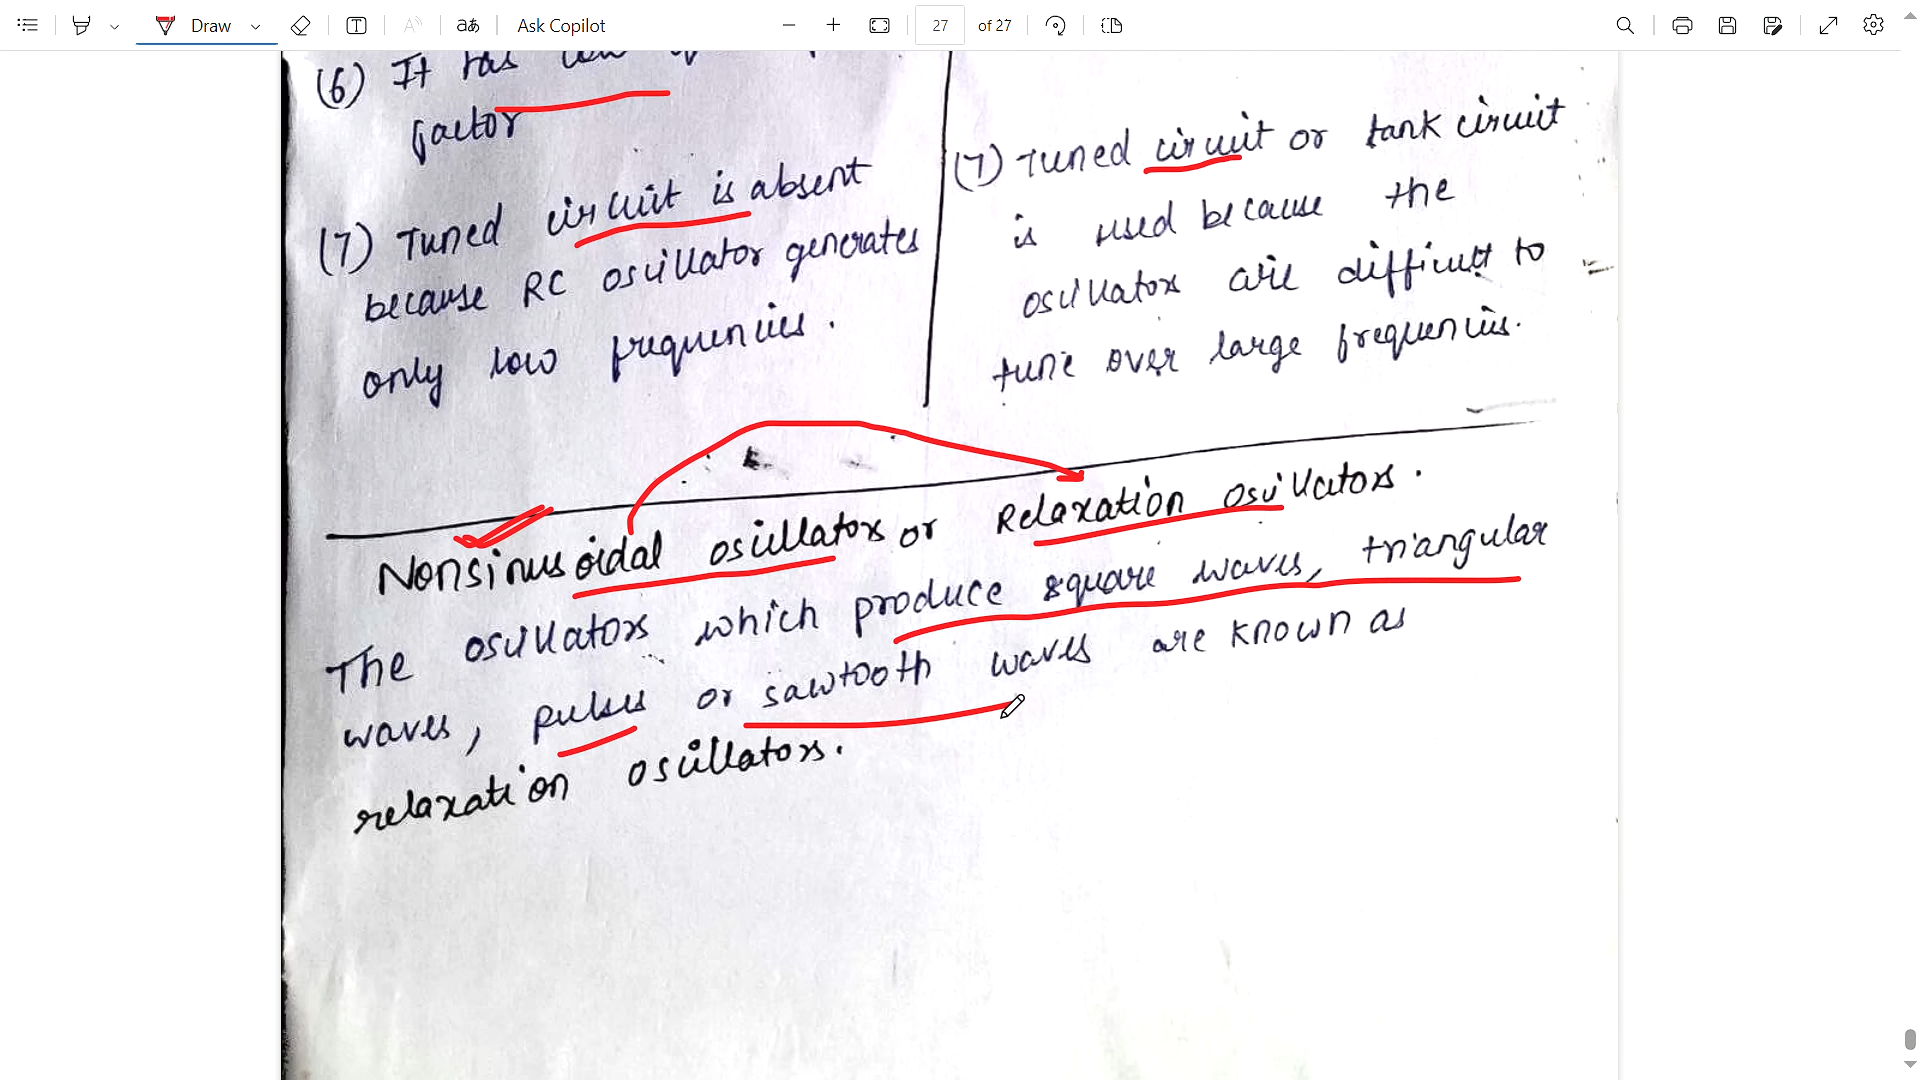 Draw
Ask Copilot
27 of 27
(6) It has low
factor
(7) Tuned circuit is absent
because RC oscillator generates
only low frequencies.
(7) Tuned circuit or tank circuit
is used because the
oscillators are difficult to
tune over large frequencies.
Nonsinusoidal oscillators or Relaxation Oscillators.
The oscillators which produce square waves, triangular
waves, pulses or sawtooth waves are known as
relaxation oscillators.